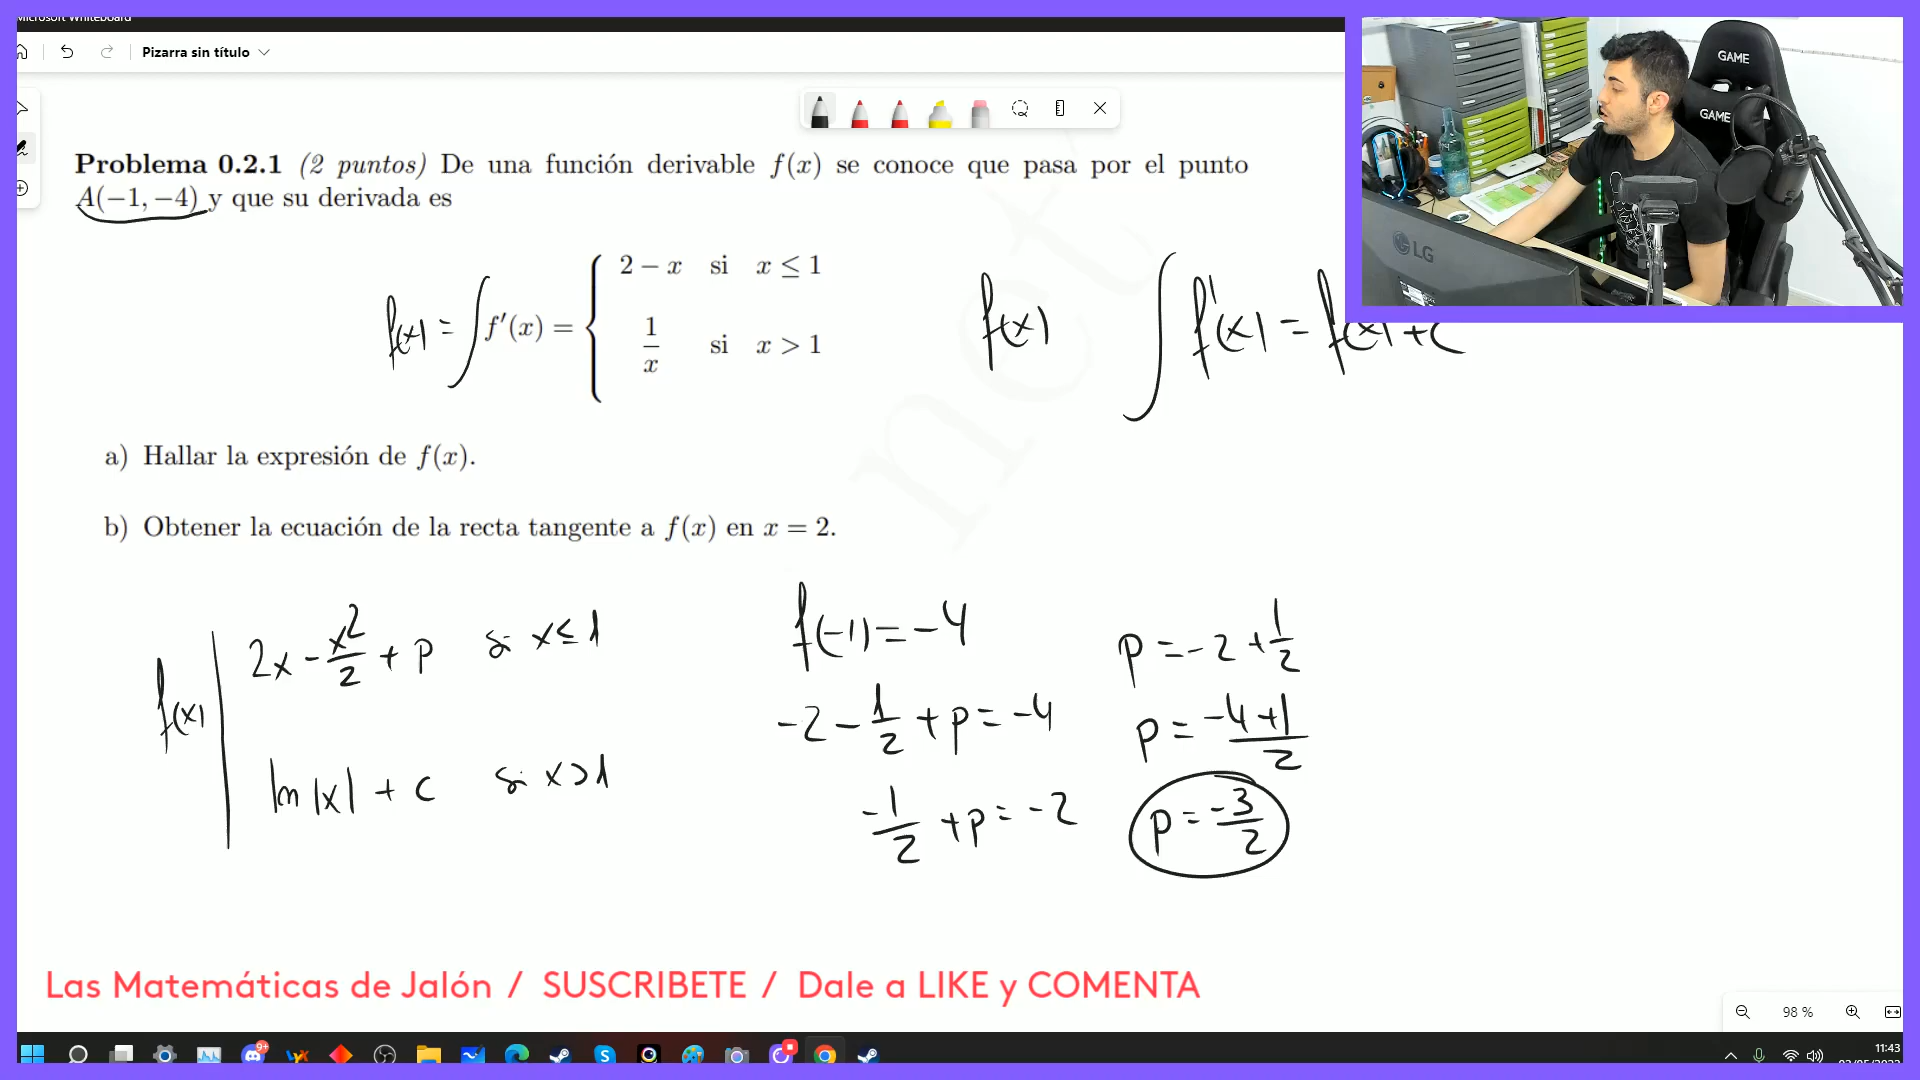 Microsoft Whiteboard
Pizarra sin título
GAME
GAME
LG
Problema 0.2.1 (2 puntos) De una función derivable f(x) se conoce que pasa por el punto
A(−1, −4) y que su derivada es
f(x) = ∫ f′(x) = { 2 − x si x ≤ 1
1/x si x > 1
f(x) ∫ f'(x) = f(x) + C
a) Hallar la expresión de f(x).
b) Obtener la ecuación de la recta tangente a f(x) en x = 2.
f(x) | 2x - x²/2 + p si x ≤ 1
ln |x| + c si x > 1
f(-1) = -4
-2 - 1/2 + p = -4
-1/2 + p = -2
p = -2 + 1/2
p = -4+1/2
p = -3/2
net
Las Matemáticas de Jalón / SUSCRIBETE / Dale a LIKE y COMENTA
98 %
9+
11:43